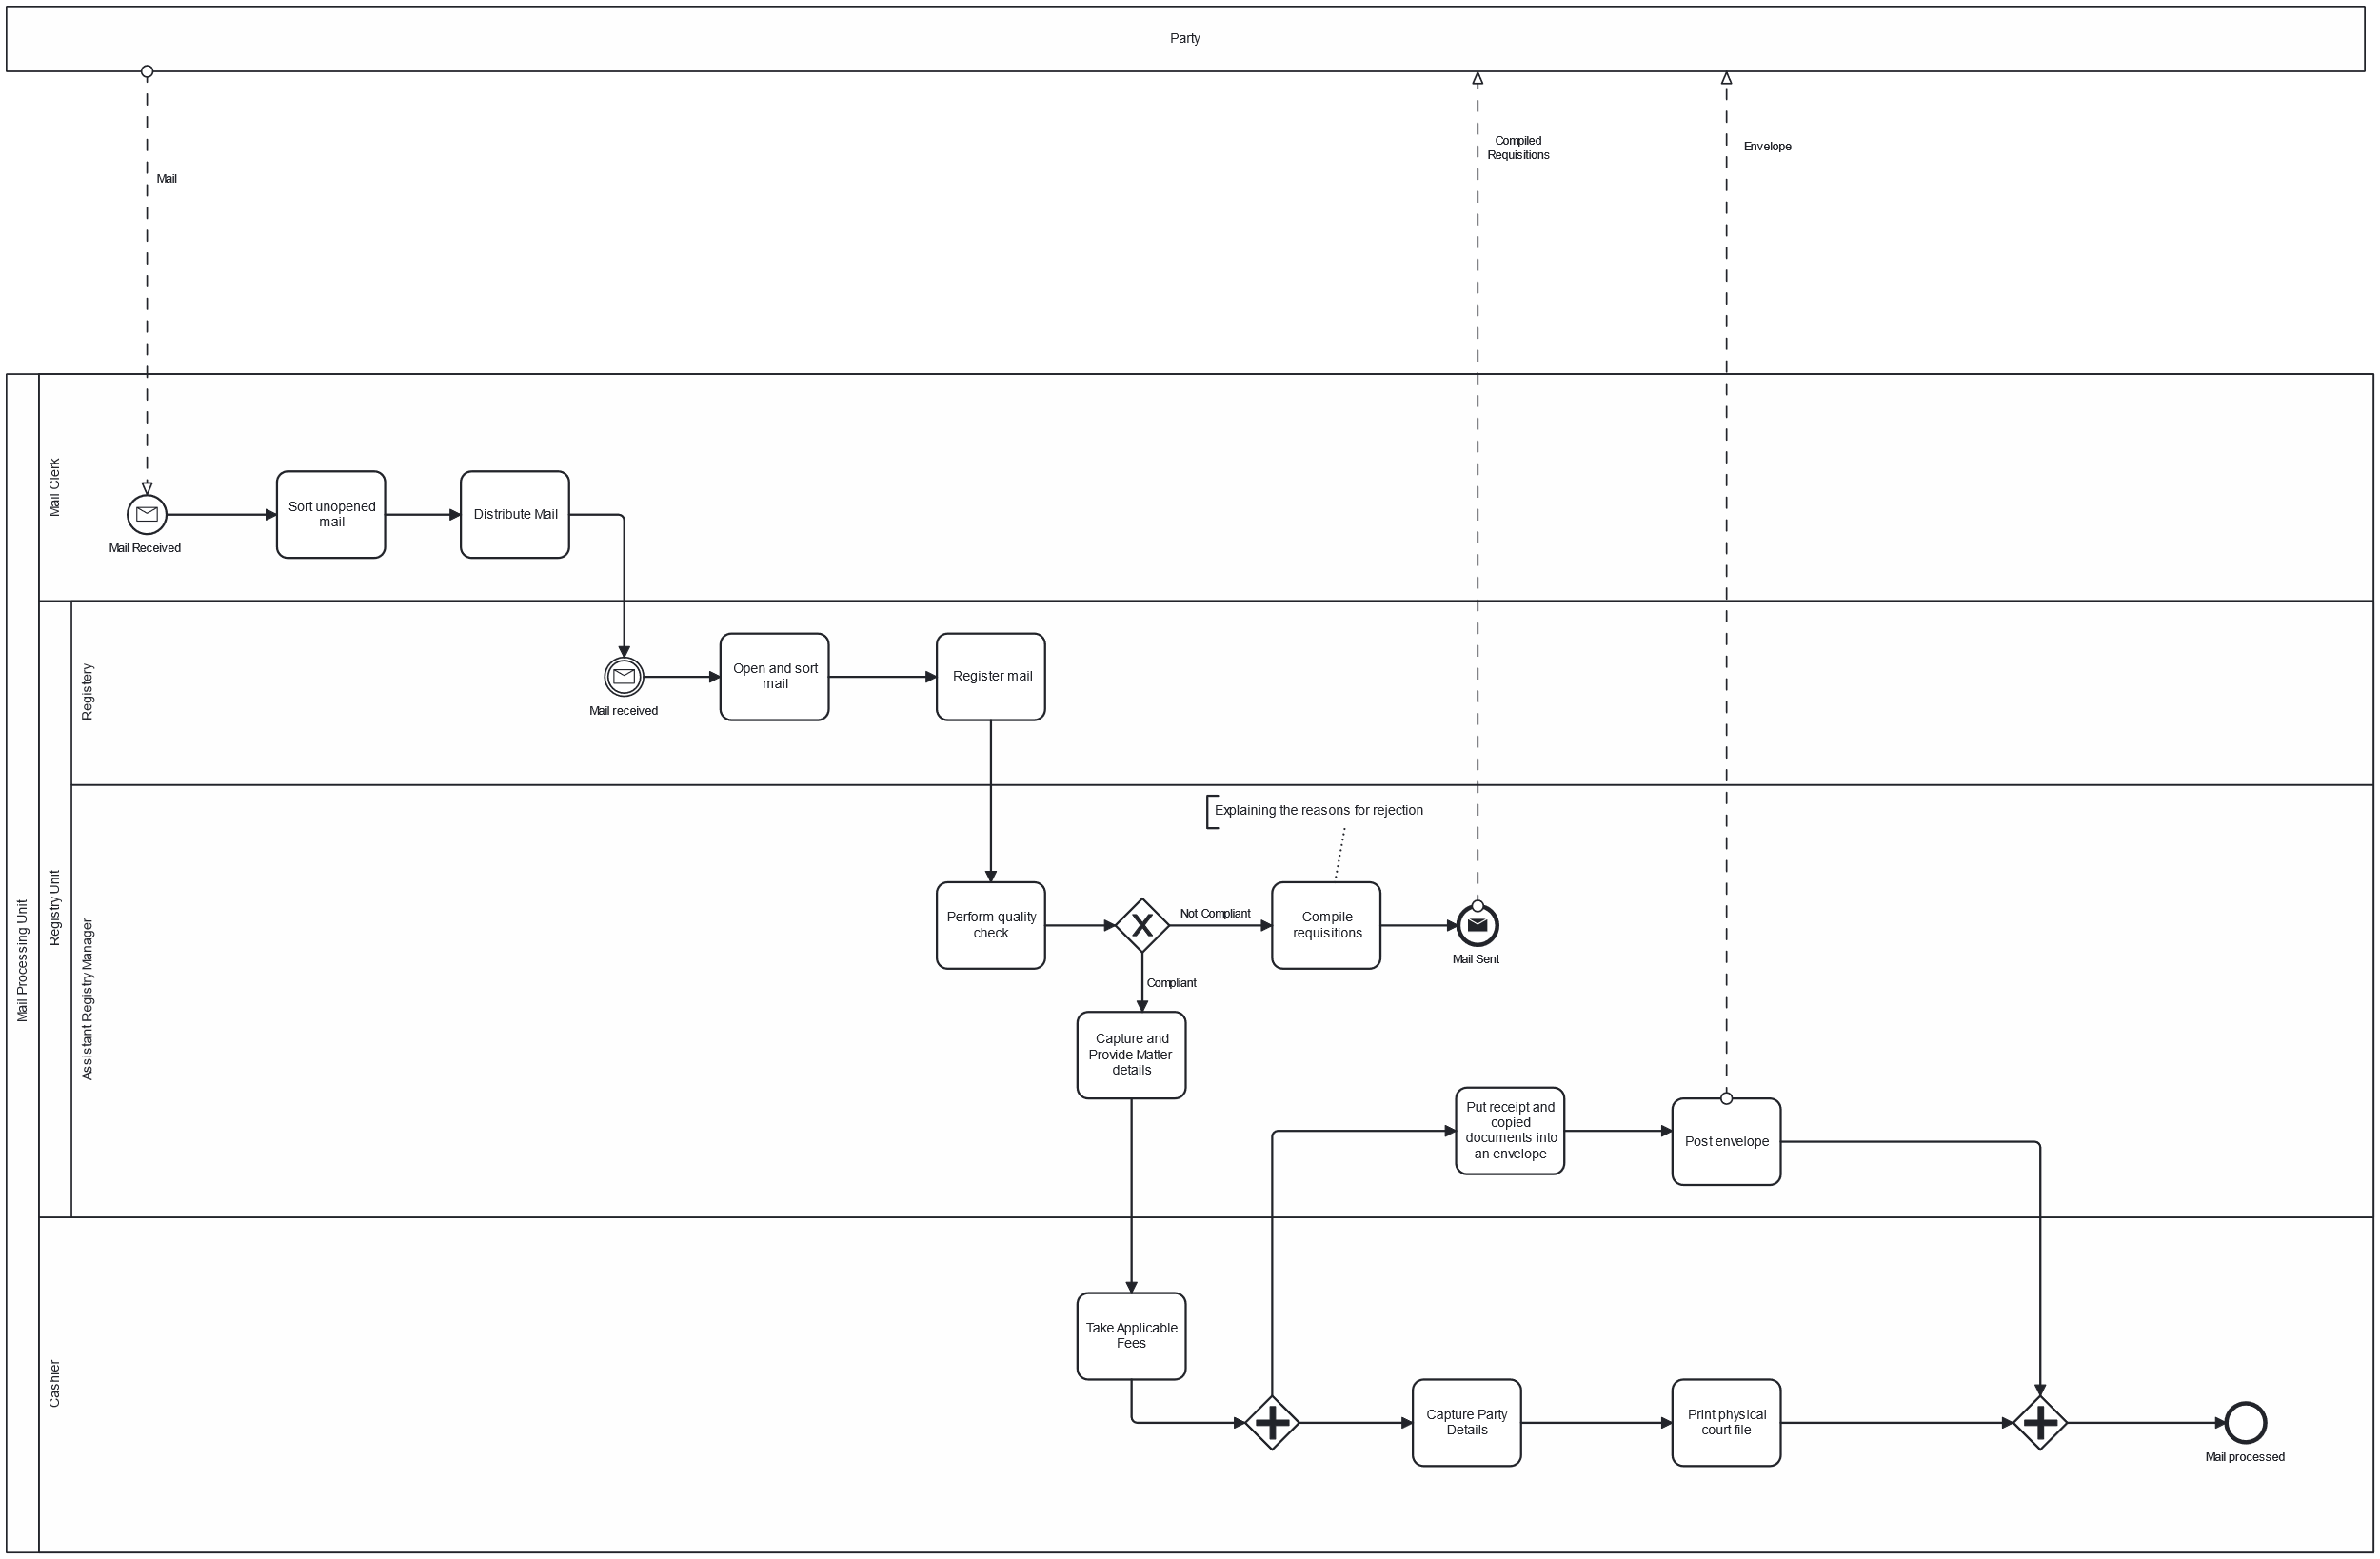 Party
Mail
Compiled
Requisitions
Envelope
Mail Processing Unit
Mail Clerk
Mail Received
Sort unopened
mail
Distribute Mail
Registry Unit
Registery
Mail received
Open and sort
mail
Register mail
Assistant Registry Manager
Explaining the reasons for rejection
Perform quality
check
Not Compliant
Compile
requisitions
Mail Sent
Compliant
Capture and
Provide Matter
details
Put receipt and
copied
documents into
an envelope
Post envelope
Cashier
Take Applicable
Fees
Capture Party
Details
Print physical
court file
Mail processed